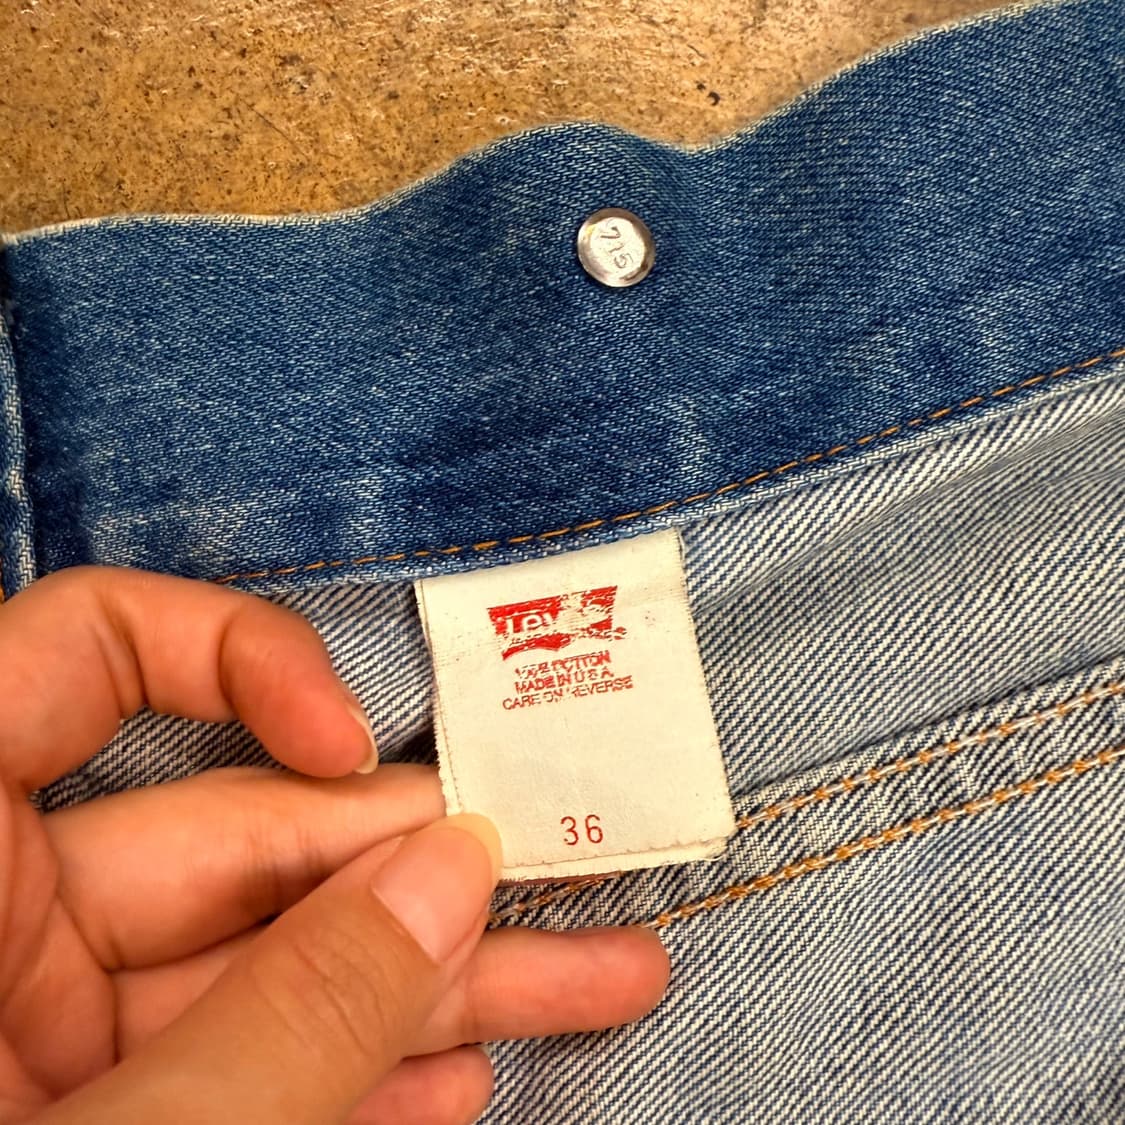 715
Levi's
100% COTTON
MADE IN U S A
CARE ON REVERSE
36